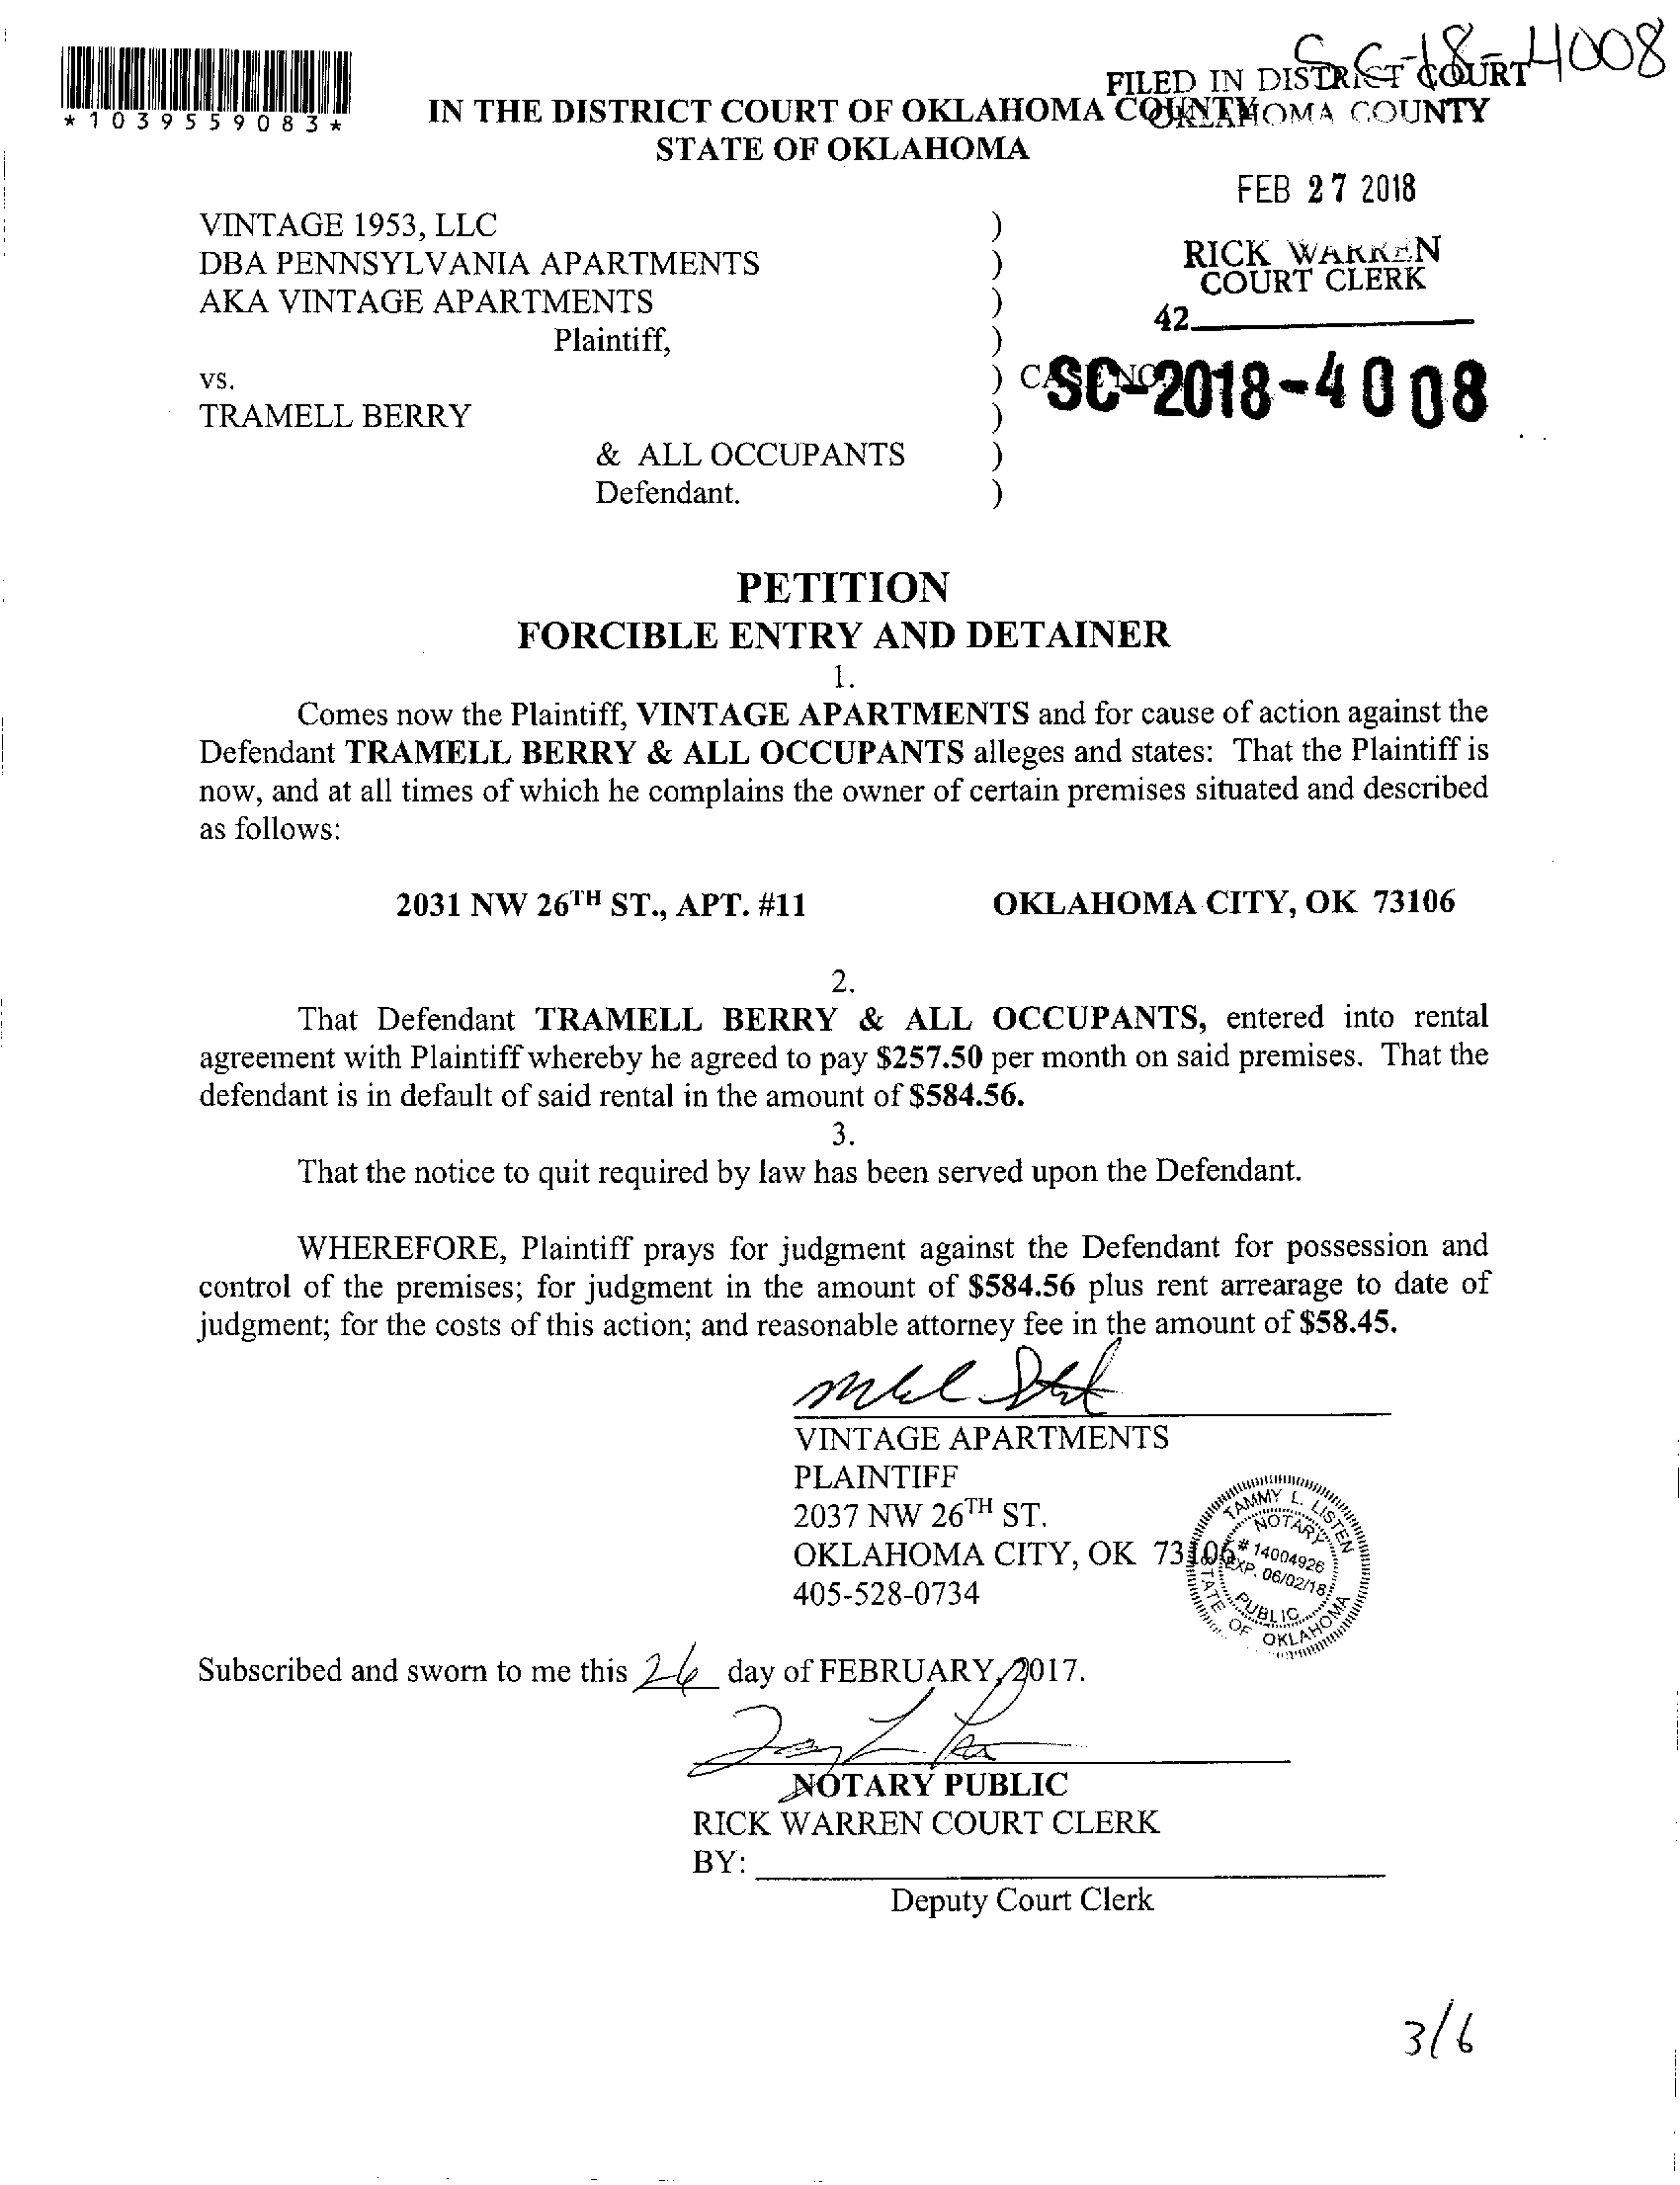 SC-18-4008
*1039559083*
FILED IN DISTRICT COURT
OKLAHOMA COUNTY
IN THE DISTRICT COURT OF OKLAHOMA COUNTY
STATE OF OKLAHOMA
FEB 27 2018
RICK WARREN
COURT CLERK
42
VINTAGE 1953, LLC )
DBA PENNSYLVANIA APARTMENTS )
AKA VINTAGE APARTMENTS )
Plaintiff, )
vs. ) CASE NO. SC-2018-4008
TRAMELL BERRY )
& ALL OCCUPANTS )
Defendant. )
PETITION
FORCIBLE ENTRY AND DETAINER
1.
Comes now the Plaintiff, VINTAGE APARTMENTS and for cause of action against the
Defendant TRAMELL BERRY & ALL OCCUPANTS alleges and states: That the Plaintiff is
now, and at all times of which he complains the owner of certain premises situated and described
as follows:
2031 NW 26TH ST., APT. #11 OKLAHOMA CITY, OK 73106
2.
That Defendant TRAMELL BERRY & ALL OCCUPANTS, entered into rental
agreement with Plaintiff whereby he agreed to pay $257.50 per month on said premises. That the
defendant is in default of said rental in the amount of $584.56.
3.
That the notice to quit required by law has been served upon the Defendant.
WHEREFORE, Plaintiff prays for judgment against the Defendant for possession and
control of the premises; for judgment in the amount of $584.56 plus rent arrearage to date of
judgment; for the costs of this action; and reasonable attorney fee in the amount of $58.45.
VINTAGE APARTMENTS
PLAINTIFF
2037 NW 26TH ST.
OKLAHOMA CITY, OK 73106
405-528-0734
TAMMY L. LISTEN
NOTARY
# 14004926
EXP. 06/02/18
PUBLIC
STATE OF OKLAHOMA
Subscribed and sworn to me this 26 day of FEBRUARY, 2017.
NOTARY PUBLIC
RICK WARREN COURT CLERK
BY:
Deputy Court Clerk
3/6